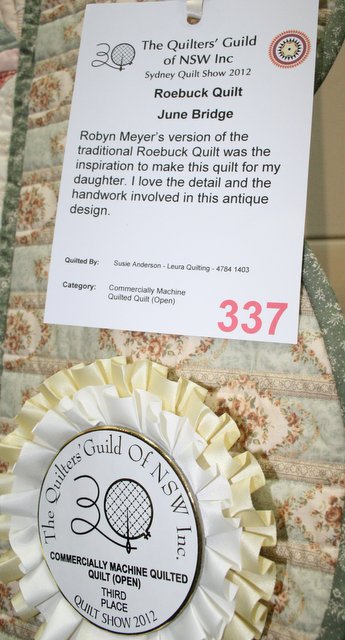 The Quilters' Guild
of NSW Inc
Sydney Quilt Show 2012
30
Roebuck Quilt
June Bridge
Robyn Meyer's version of the
traditional Roebuck Quilt was the
inspiration to make this quilt for my
daughter. I love the detail and the
handwork involved in this antique
design.
Quilted By: Susie Anderson - Leura Quilting - 4784 1403
Category: Commercially Machine
Quilted Quilt (Open)
337
The Quilters' Guild Of NSW Inc.
30
COMMERCIALLY MACHINE QUILTED
QUILT (OPEN)
THIRD
PLACE
QUILT SHOW 2012